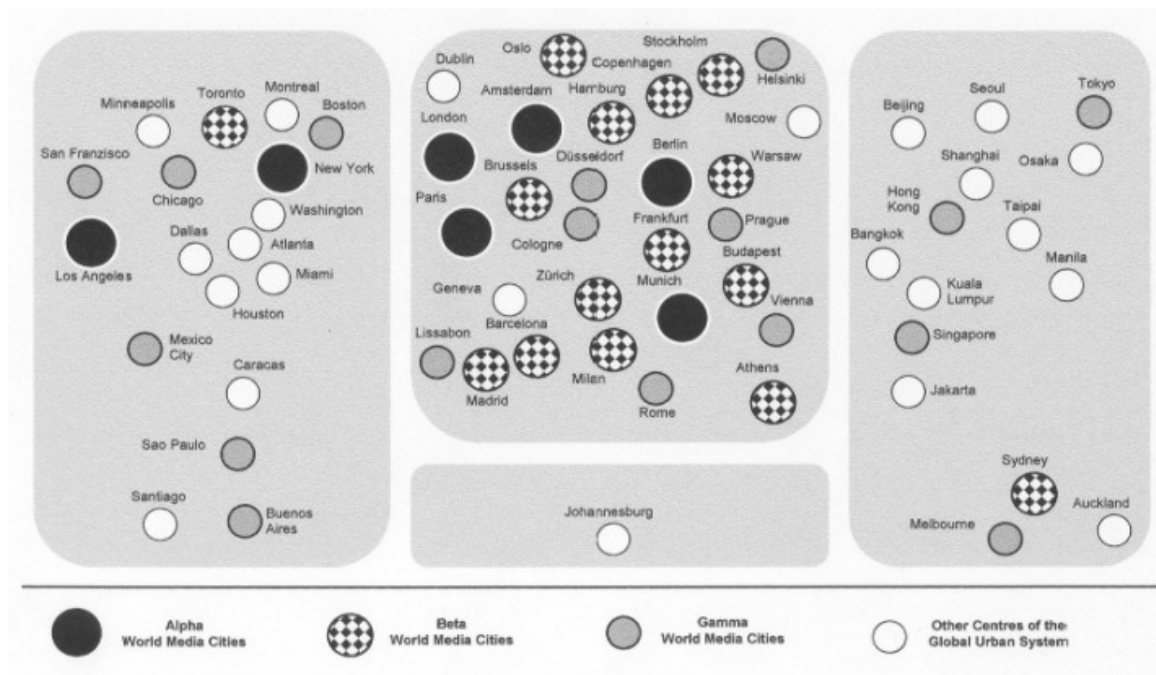 Minneapolis
Toronto
Montreal
Boston
San Franzisco
Chicago
New York
Washington
Los Angeles
Dallas
Atlanta
Miami
Houston
Mexico
City
Caracas
Sao Paulo
Santiago
Buenos
Aires
Dublin
Oslo
Stockholm
Copenhagen
Helsinki
Amsterdam
Hamburg
London
Moscow
Berlin
Brussels
Düsseldorf
Warsaw
Paris
Cologne
Frankfurt
Prague
Budapest
Geneva
Zürich
Munich
Vienna
Lissabon
Barcelona
Madrid
Milan
Rome
Athens
Johannesburg
Beijing
Seoul
Tokyo
Shanghai
Osaka
Hong
Kong
Taipai
Bangkok
Manila
Kuala
Lumpur
Singapore
Jakarta
Sydney
Melbourne
Auckland
Alpha
World Media Cities
Beta
World Media Cities
Gamma
World Media Cities
Other Centres of the
Global Urban System